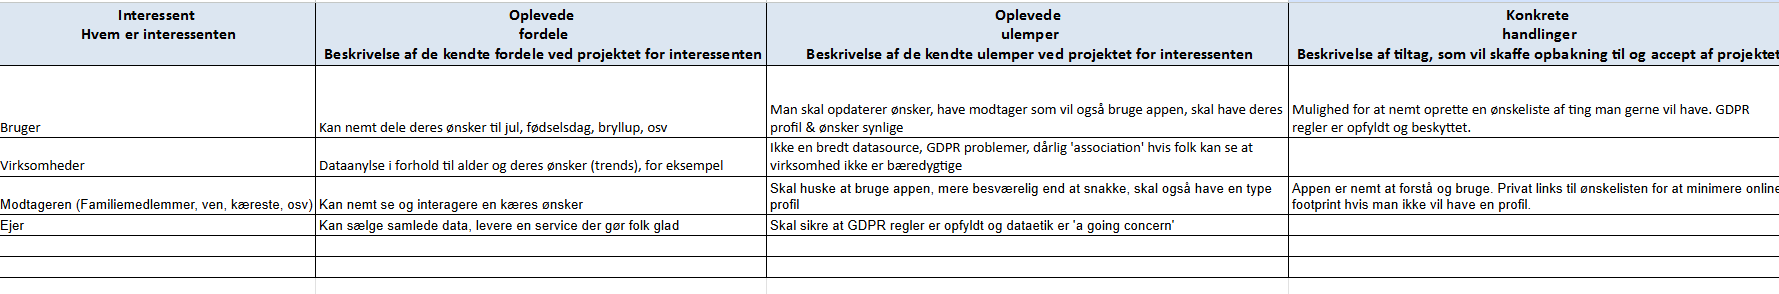 Interessent
Hvem er interessenten
Oplevede
fordele
Beskrivelse af de kendte fordele ved projektet for interessenten
Oplevede
ulemper
Beskrivelse af de kendte ulemper ved projektet for interessenten
Konkrete
handlinger
Beskrivelse af tiltag, som vil skaffe opbakning til og accept af projektet
Bruger
Kan nemt dele deres ønsker til jul, fødselsdag, bryllup, osv
Man skal opdaterer ønsker, have modtager som vil også bruge appen, skal have deres
profil & ønsker synlige
Mulighed for at nemt oprette en ønskeliste af ting man gerne vil have. GDPR
regler er opfyldt og beskyttet.
Virksomheder
Dataanylse i forhold til alder og deres ønsker (trends), for eksempel
Ikke en bredt datasource, GDPR problemer, dårlig 'association' hvis folk kan se at
virksomhed ikke er bæredygtige
Modtageren (Familiemedlemmer, ven, kæreste, osv)
Kan nemt se og interagere en kæres ønsker
Skal huske at bruge appen, mere besværelig end at snakke, skal også have en type
profil
Appen er nemt at forstå og bruge. Privat links til ønskelisten for at minimere online
footprint hvis man ikke vil have en profil.
Ejer
Kan sælge samlede data, levere en service der gør folk glad
Skal sikre at GDPR regler er opfyldt og dataetik er 'a going concern'